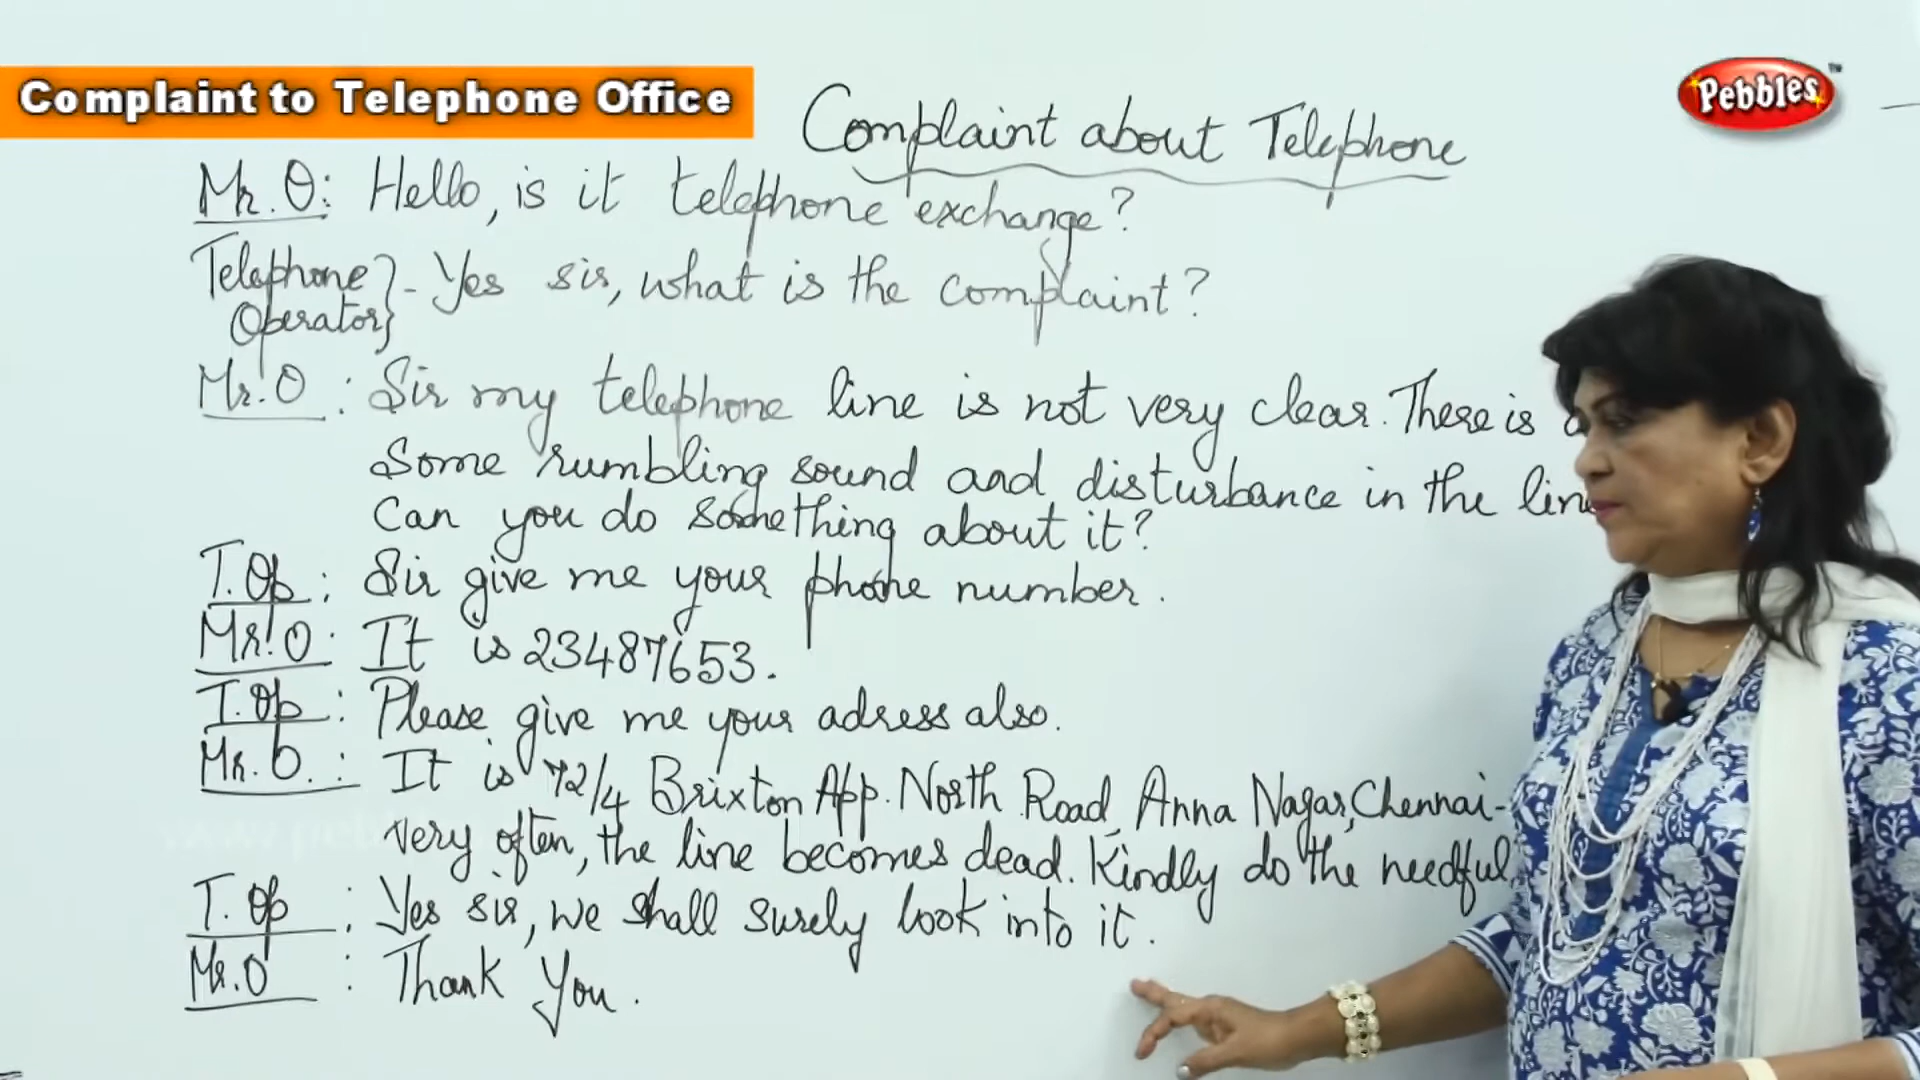 Complaint to Telephone Office
Pebbles TM
Complaint about Telephone
Mr. O: Hello, is it telephone exchange?
Telephone Operator} - Yes sir, what is the complaint?
Mr. O : Sir my telephone line is not very clear. There is
Some rumbling sound and disturbance in the line
Can you do something about it?
T. Op : Sir give me your phone number.
Mr. O : It is 23487653.
T. Op : Please give me your adress also.
Mr. O. : It is 72/4 Brixton App. North Road, Anna Nagar, Chennai-
very often, the line becomes dead. Kindly do the needful.
T. Op : Yes sir, we shall surely look into it.
Mr. O : Thank You.